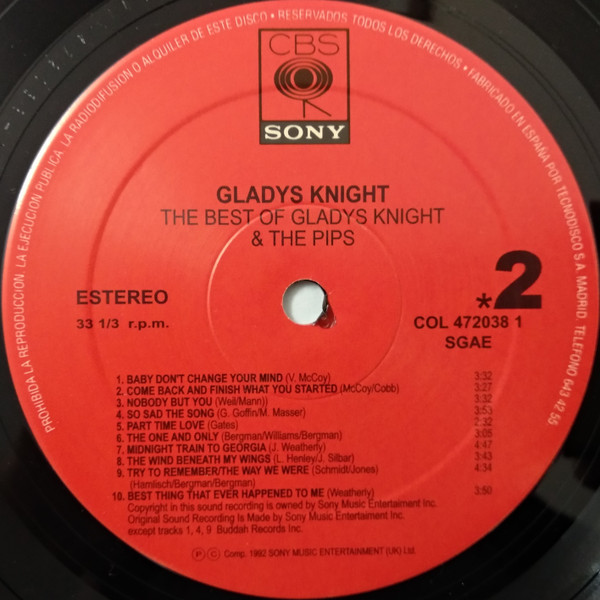 PROHIBIDA LA REPRODUCCION. LA EJECUCION PUBLICA. LA RADIODIFUSION O ALQUILER DE ESTE DISCO • RESERVADOS TODOS LOS DERECHOS • FABRICADO EN ESPAÑA POR TECNODISCO S A MADRID. TELEFONO 643 42 55
CBS
SONY
GLADYS KNIGHT
THE BEST OF GLADYS KNIGHT
& THE PIPS
ESTEREO
33 1/3 r.p.m.
*2
COL 472038 1
SGAE
1. BABY DON'T CHANGE YOUR MIND (V. McCoy) 3:32
2. COME BACK AND FINISH WHAT YOU STARTED (McCoy/Cobb) 3:27
3. NOBODY BUT YOU (Weil/Mann)) 3:32
4. SO SAD THE SONG (G. Goffin/M. Masser) 3:53
5. PART TIME LOVE (Gates) 2:32
6. THE ONE AND ONLY (Bergman/Williams/Bergman) 3:05
7. MIDNIGHT TRAIN TO GEORGIA (J. Weatherly) 4:47
8. THE WIND BENEATH MY WINGS (L. Henley/J. Silbar) 3:43
9. TRY TO REMEMBER/THE WAY WE WERE (Schmidt/Jones) 4:34
(Hamlisch/Bergman/Bergman)
10. BEST THING THAT EVER HAPPENED TO ME (Weatherly) 3:50
Copyright in this sound recording is owned by Sony Music Entertaiment Inc.
Original Sound Recording Is Made by Sony Music Entertaiment Inc.
except tracks 1, 4, 9 Buddah Records Inc.
Ⓟ Ⓒ Comp. 1992 SONY MUSIC ENTERTAINMENT (UK) Ltd.